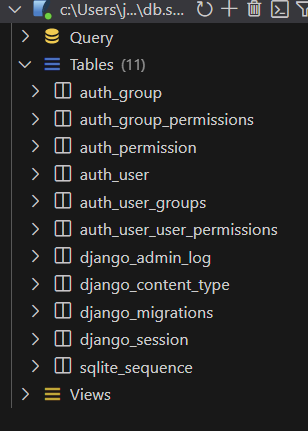 c:\Users\j...\db.s...
Query
Tables (11)
auth_group
auth_group_permissions
auth_permission
auth_user
auth_user_groups
auth_user_user_permissions
django_admin_log
django_content_type
django_migrations
django_session
sqlite_sequence
Views